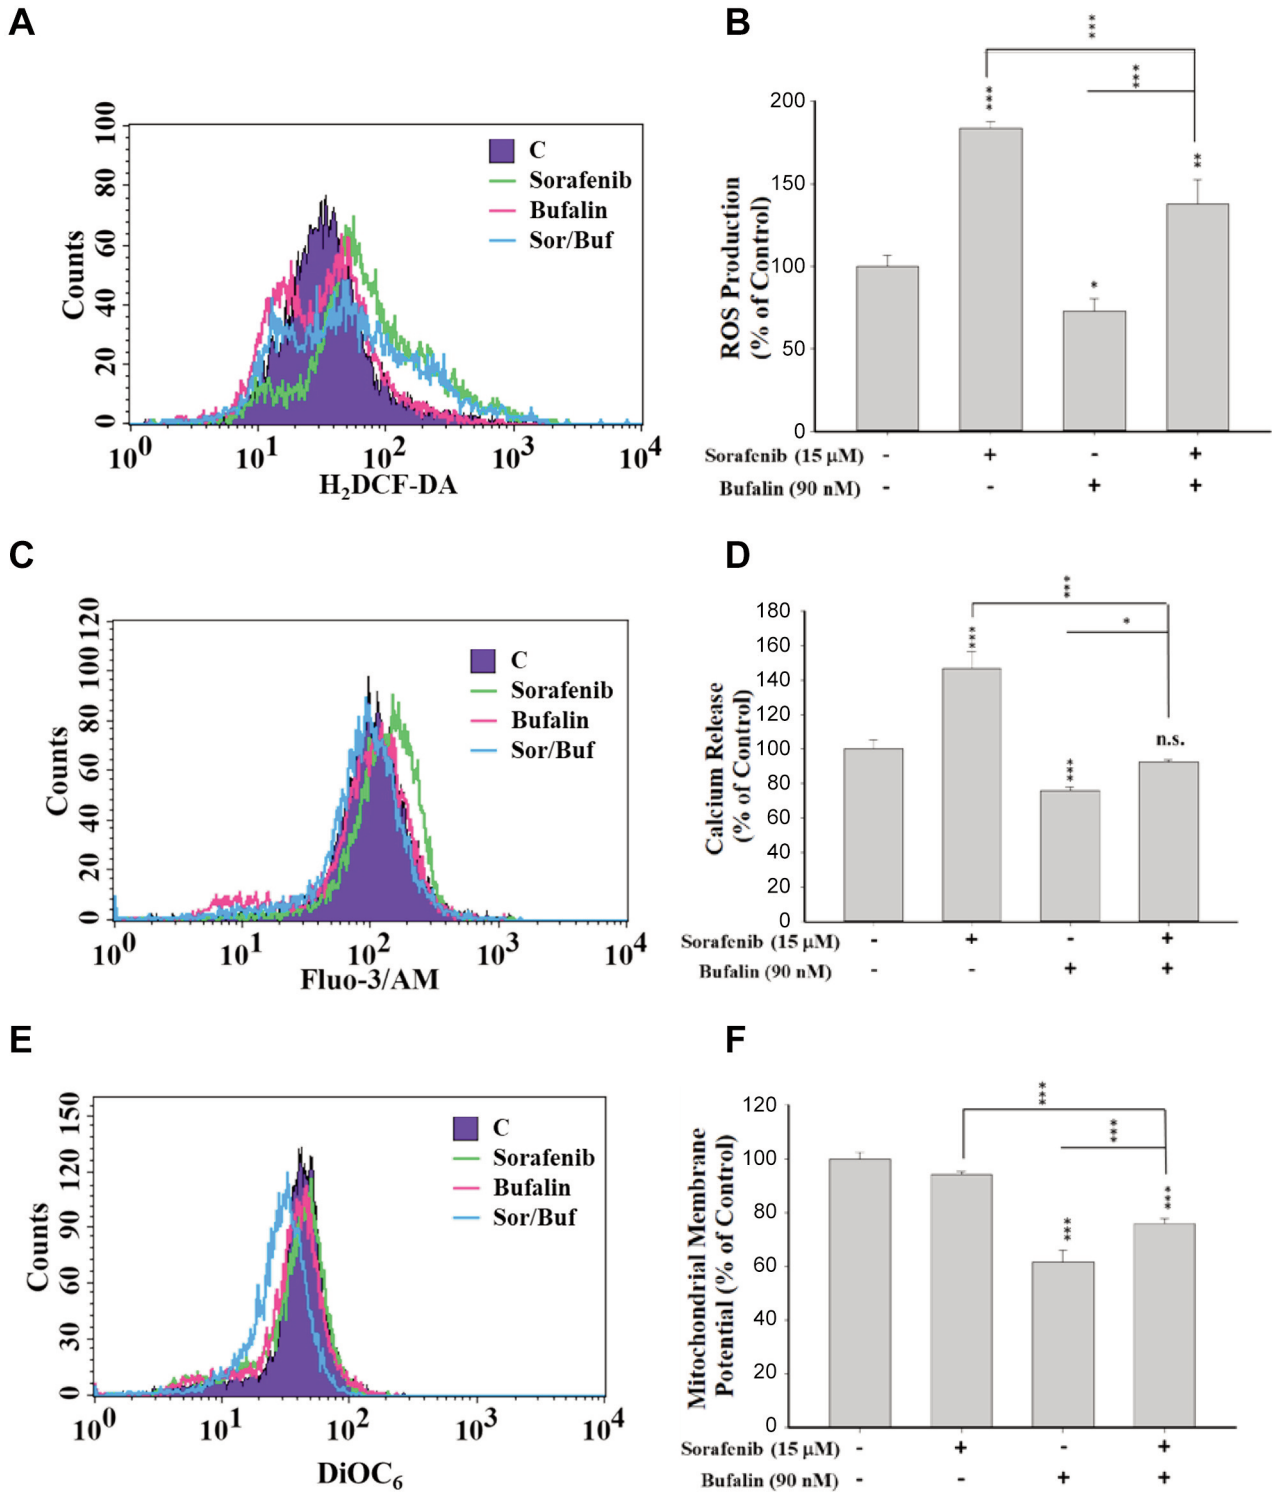 A
100
80
60
40
20
0
Counts
C
Sorafenib
Bufalin
Sor/Buf
10^0 10^1 10^2 10^3 10^4
H₂DCF-DA
B
***
***
***
**
*
200
150
100
50
0
ROS Production
(% of Control)
Sorafenib (15 μM) - + - +
Bufalin (90 nM) - - + +
C
120
100
80
60
40
20
0
Counts
C
Sorafenib
Bufalin
Sor/Buf
10^0 10^1 10^2 10^3 10^4
Fluo-3/AM
D
***
*
***
n.s.
***
180
160
140
120
100
80
60
40
20
0
Calcium Release
(% of Control)
Sorafenib (15 μM) - + - +
Bufalin (90 nM) - - + +
E
150
120
90
60
30
0
Counts
C
Sorafenib
Bufalin
Sor/Buf
10^0 10^1 10^2 10^3 10^4
DiOC₆
F
***
***
***
***
120
100
80
60
40
20
0
Mitochondrial Membrane
Potential (% of Control)
Sorafenib (15 μM) - + - +
Bufalin (90 nM) - - + +